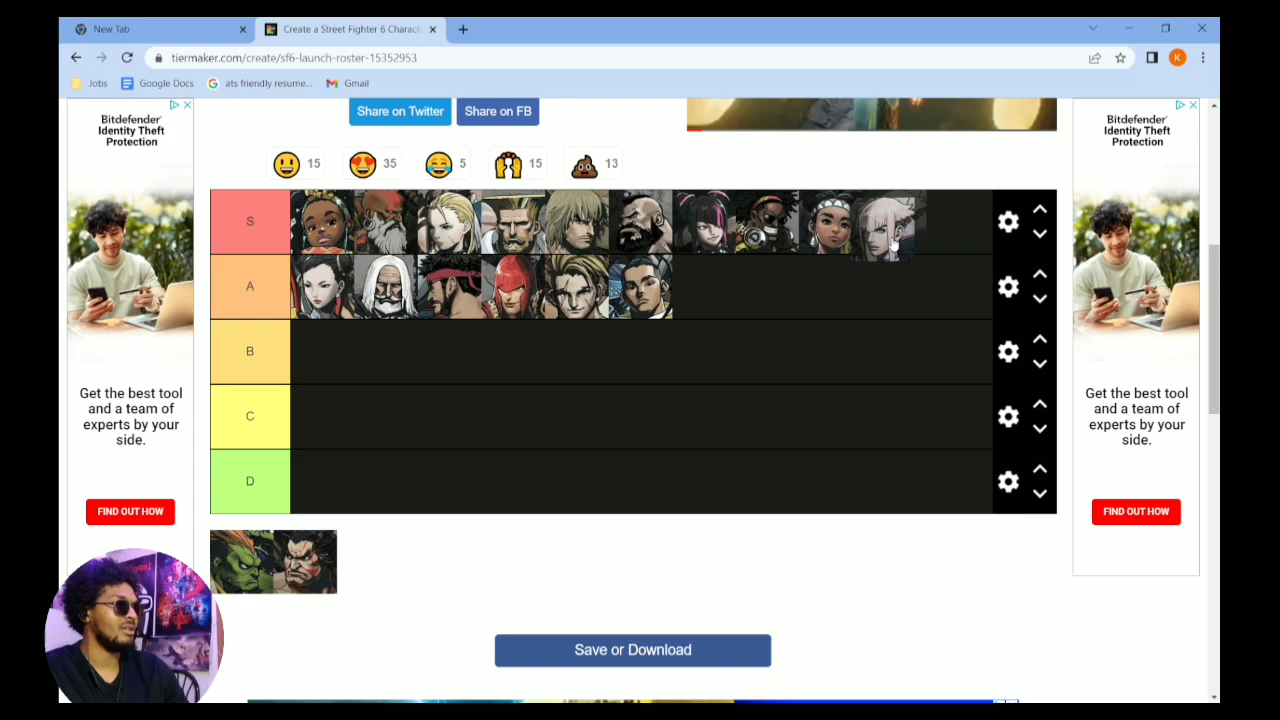 New Tab
Create a Street Fighter 6 Charact
tiermaker.com/create/sf6-launch-roster-15352953
K
Jobs
Google Docs
ats friendly resume...
Gmail
Share on Twitter
Share on FB
15
35
5
15
13
Bitdefender
Identity Theft
Protection
Get the best tool
and a team of
experts by your
side.
FIND OUT HOW
S
A
B
C
D
Save or Download
Bitdefender
Identity Theft
Protection
Get the best tool
and a team of
experts by your
side.
FIND OUT HOW